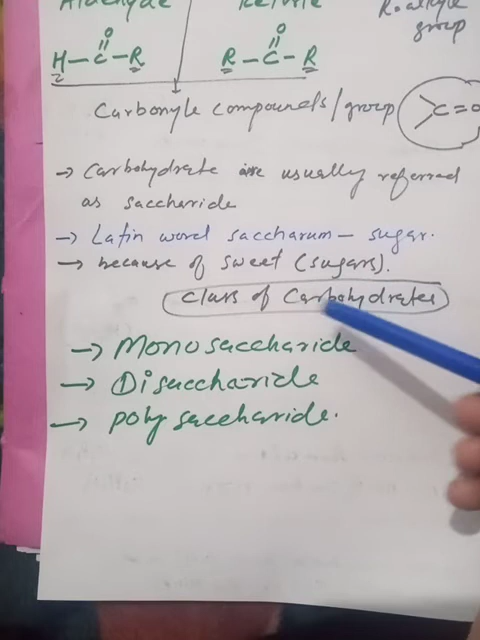 Aldehyde Ketone R=alkyle
group
O O
H-C-R R-C-R
Carbonyle compounds/group >C=O
→ Carbohydrate are usually referred
as saccharide
→ Latin word saccharum - sugar.
→ because of sweet (sugars).
Class of Carbohydrates
→ Monosaccharide
→ Disaccharide
→ polysaccharide.